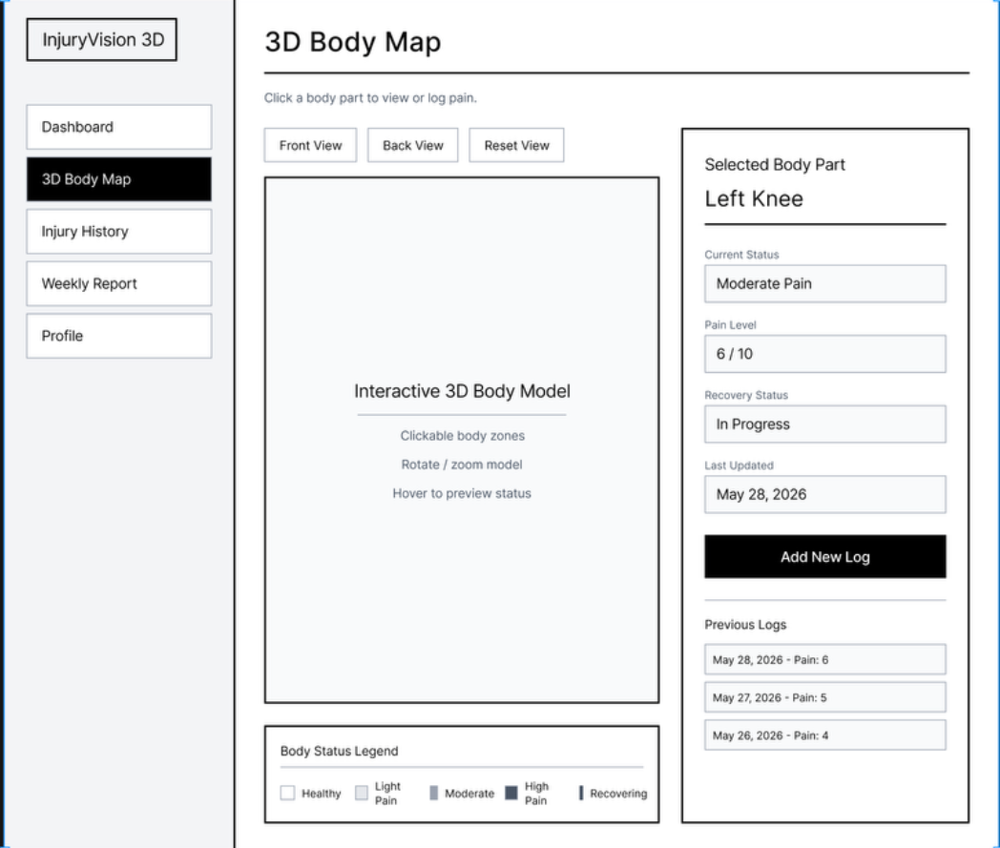 InjuryVision 3D
Dashboard
3D Body Map
Injury History
Weekly Report
Profile
3D Body Map
Click a body part to view or log pain.
Front View
Back View
Reset View
Interactive 3D Body Model
Clickable body zones
Rotate / zoom model
Hover to preview status
Body Status Legend
Healthy
Light
Pain
Moderate
High
Pain
Recovering
Selected Body Part
Left Knee
Current Status
Moderate Pain
Pain Level
6 / 10
Recovery Status
In Progress
Last Updated
May 28, 2026
Add New Log
Previous Logs
May 28, 2026 - Pain: 6
May 27, 2026 - Pain: 5
May 26, 2026 - Pain: 4